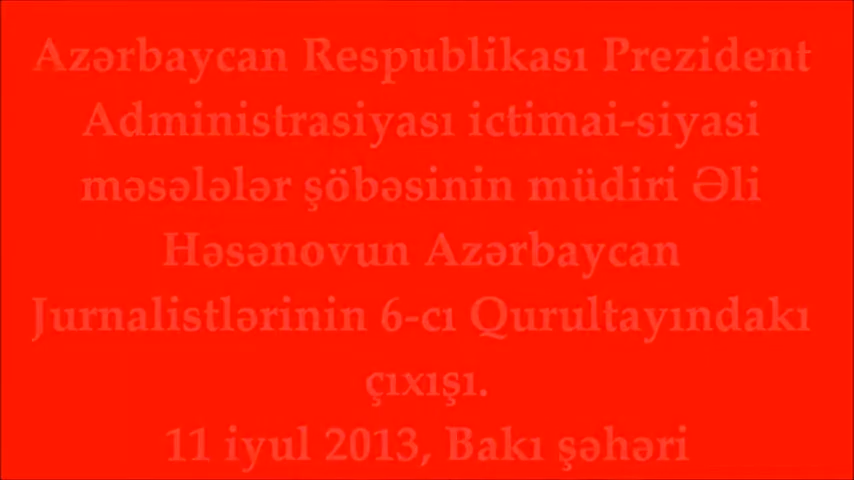 Azərbaycan Respublikası Prezident
Administrasiyası ictimai-siyasi
məsələlər şöbəsinin müdiri Əli
Həsənovun Azərbaycan
Jurnalistlərinin 6-cı Qurultayındakı
çıxışı.
11 iyul 2013, Bakı şəhəri